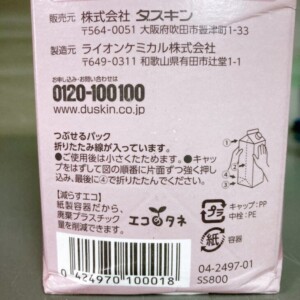 販売元 株式会社 ダスキン
〒564-0051 大阪府吹田市豊津町1-33
製造元 ライオンケミカル株式会社
〒649-0311 和歌山県有田市辻堂1-1
お申し込み・お問い合わせは
0120-100100
www.duskin.co.jp
つぶせるパック
折りたたみ線が入っています。
●ご使用後は小さくたためます。●キャッ
プをはずして図の順番に片面ずつ強く押し
込み、最後に④で折りたたんでください。
【減らすエコ】
紙製容器だから、
廃棄プラスチック
量を削減できます。
エコのタネ
プラ
キャップ:PP
中栓:PE
紙
容器
0 424970 100018
04-2497-01
SS800